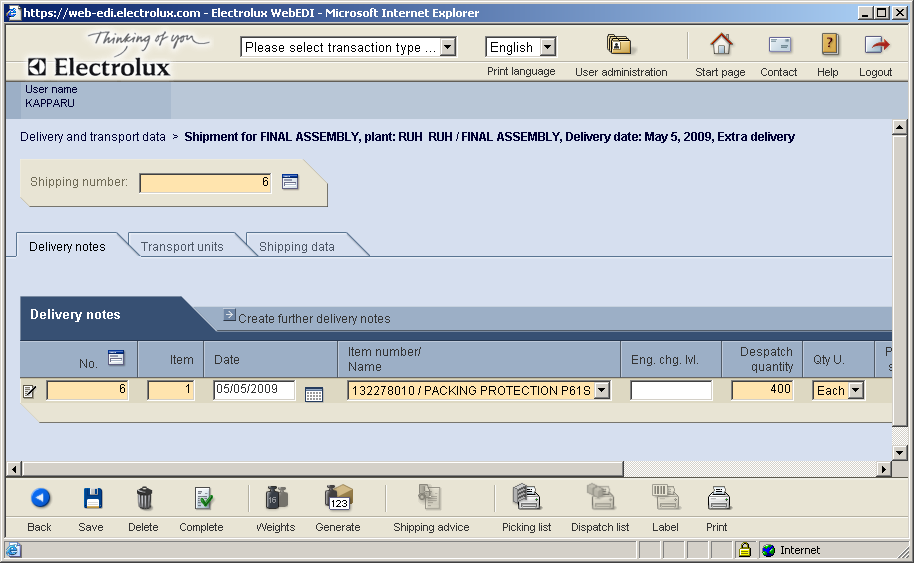 https://web-edi.electrolux.com - Electrolux WebEDI - Microsoft Internet Explorer
Thinking of you
Electrolux
Please select transaction type ...
English
Print language
User administration
Start page
Contact
Help
Logout
User name
KAPPARU
Delivery and transport data > Shipment for FINAL ASSEMBLY, plant: RUH RUH / FINAL ASSEMBLY, Delivery date: May 5, 2009, Extra delivery
Shipping number: 6
Delivery notes
Transport units
Shipping data
Delivery notes
Create further delivery notes
No.
Item
Date
Item number/
Name
Eng. chg. lvl.
Despatch
quantity
Qty U.
P
s
6
1
05/05/2009
132278010 / PACKING PROTECTION P61S
400
Each
16
123
Back
Save
Delete
Complete
Weights
Generate
Shipping advice
Picking list
Dispatch list
Label
Print
Internet